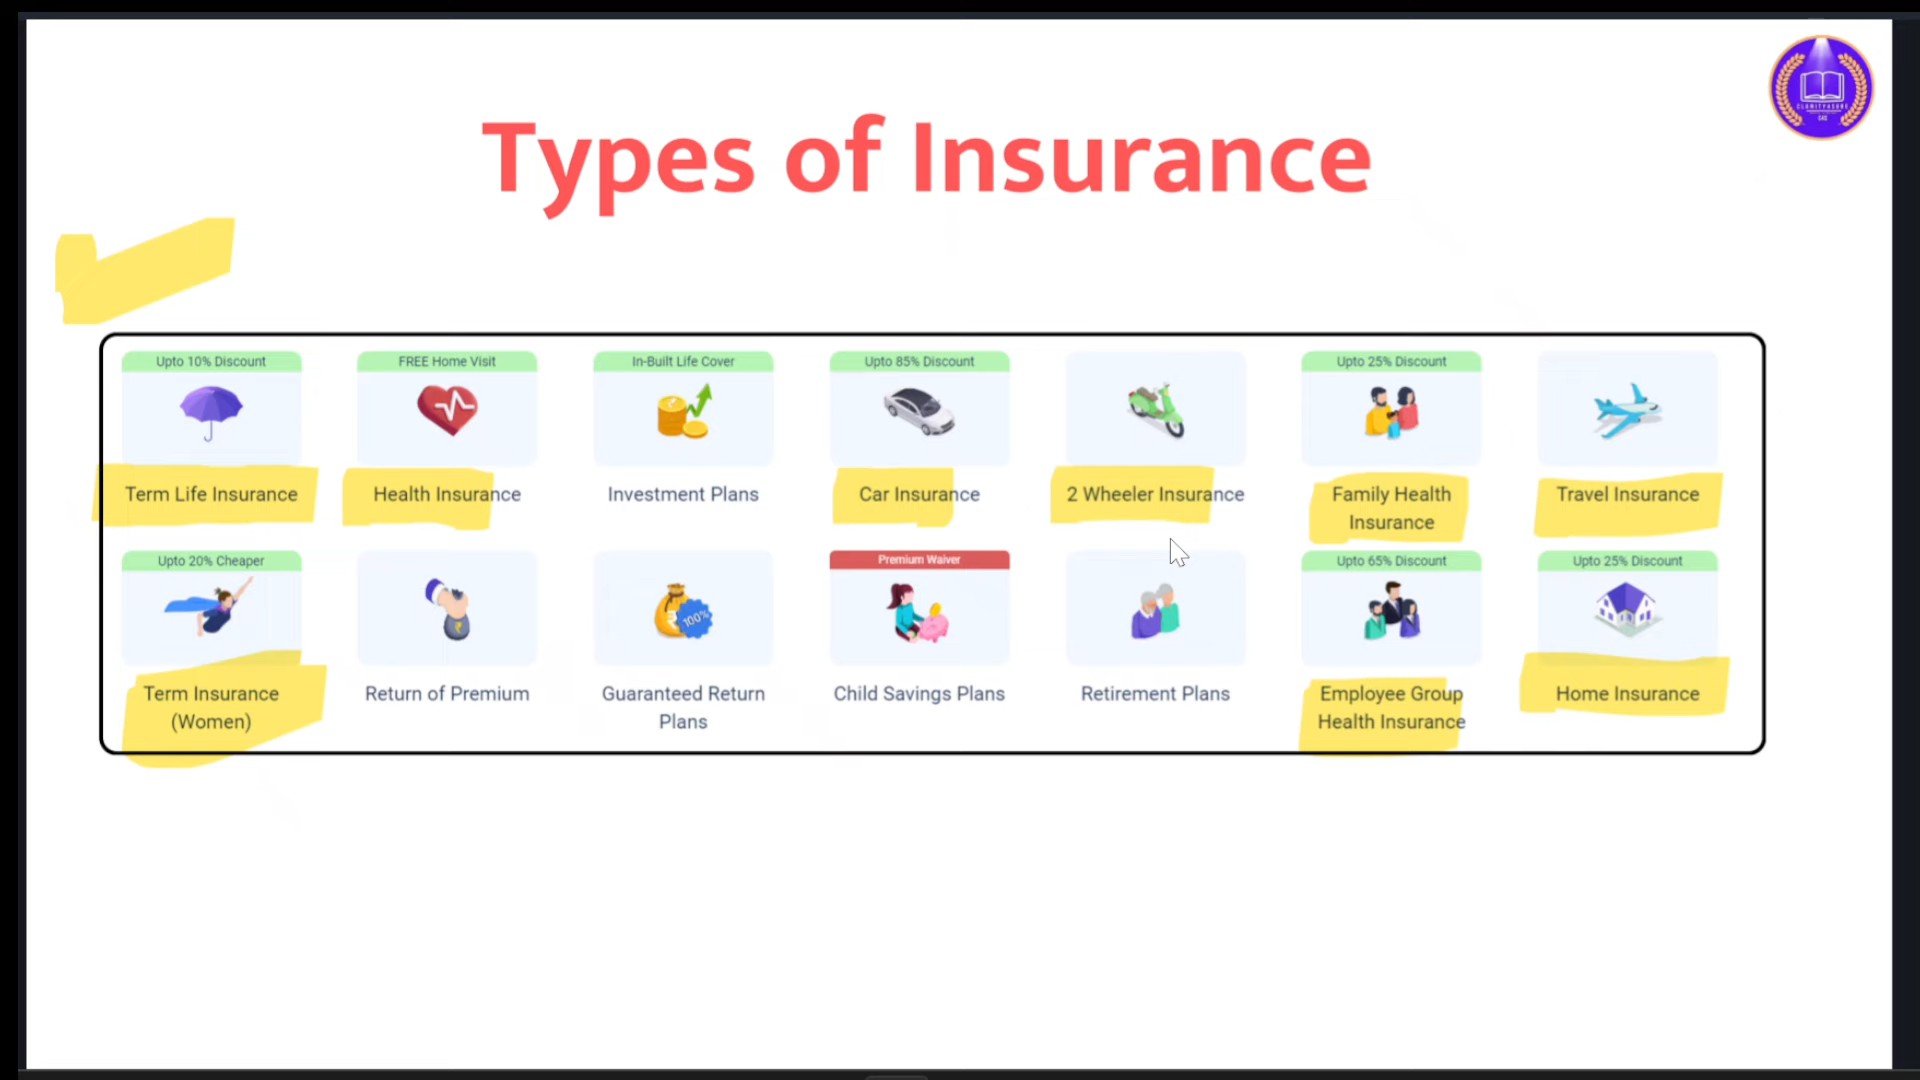 Types of Insurance
Upto 10% Discount
FREE Home Visit
In-Built Life Cover
Upto 85% Discount
Upto 25% Discount
Term Life Insurance
Health Insurance
Investment Plans
Car Insurance
2 Wheeler Insurance
Family Health
Insurance
Travel Insurance
Upto 20% Cheaper
Premium Waiver
Upto 65% Discount
Upto 25% Discount
100%
Term Insurance
(Women)
Return of Premium
Guaranteed Return
Plans
Child Savings Plans
Retirement Plans
Employee Group
Health Insurance
Home Insurance